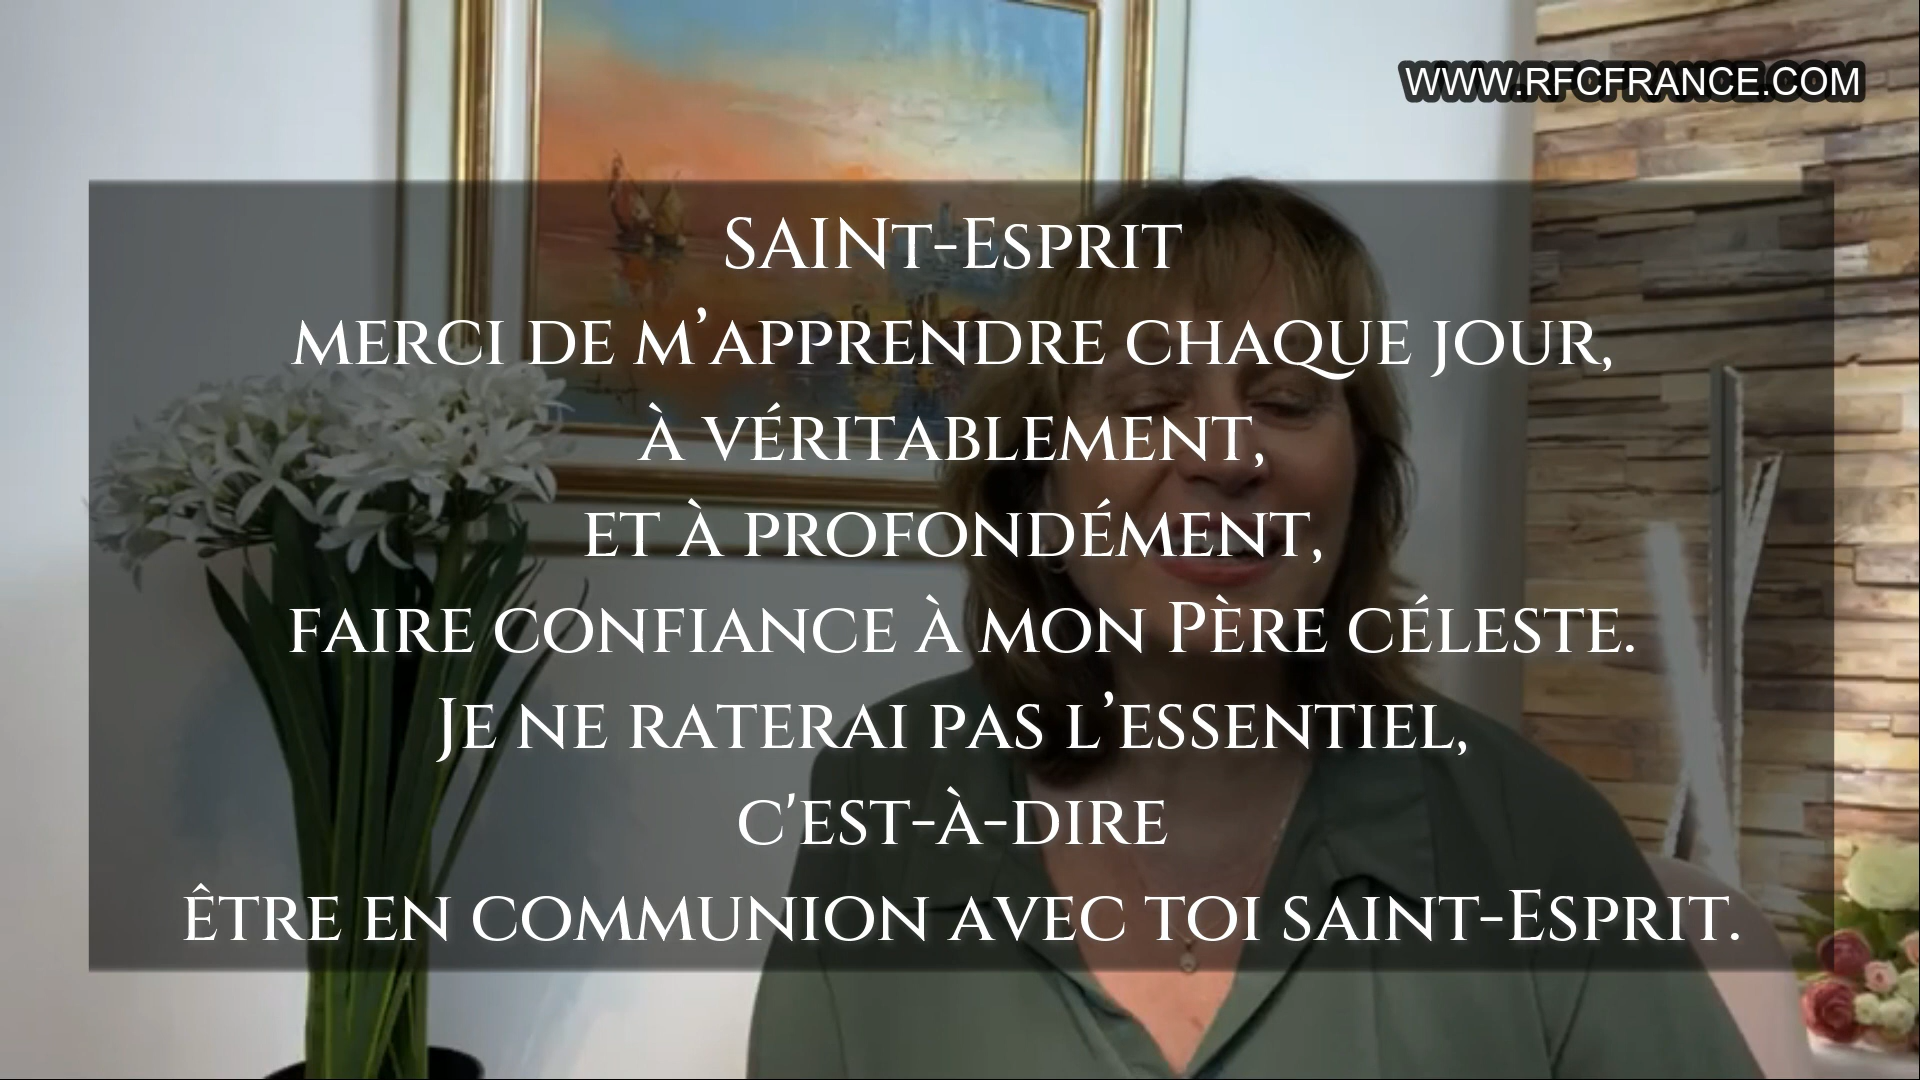 WWW.RFCFRANCE.COM
SAINt-Esprit
merci de m’apprendre chaque jour,
à véritablement,
et à profondément,
faire confiance à mon Père céleste.
Je ne raterai pas l’essentiel,
c'est-à-dire
être en communion avec toi saint-Esprit.